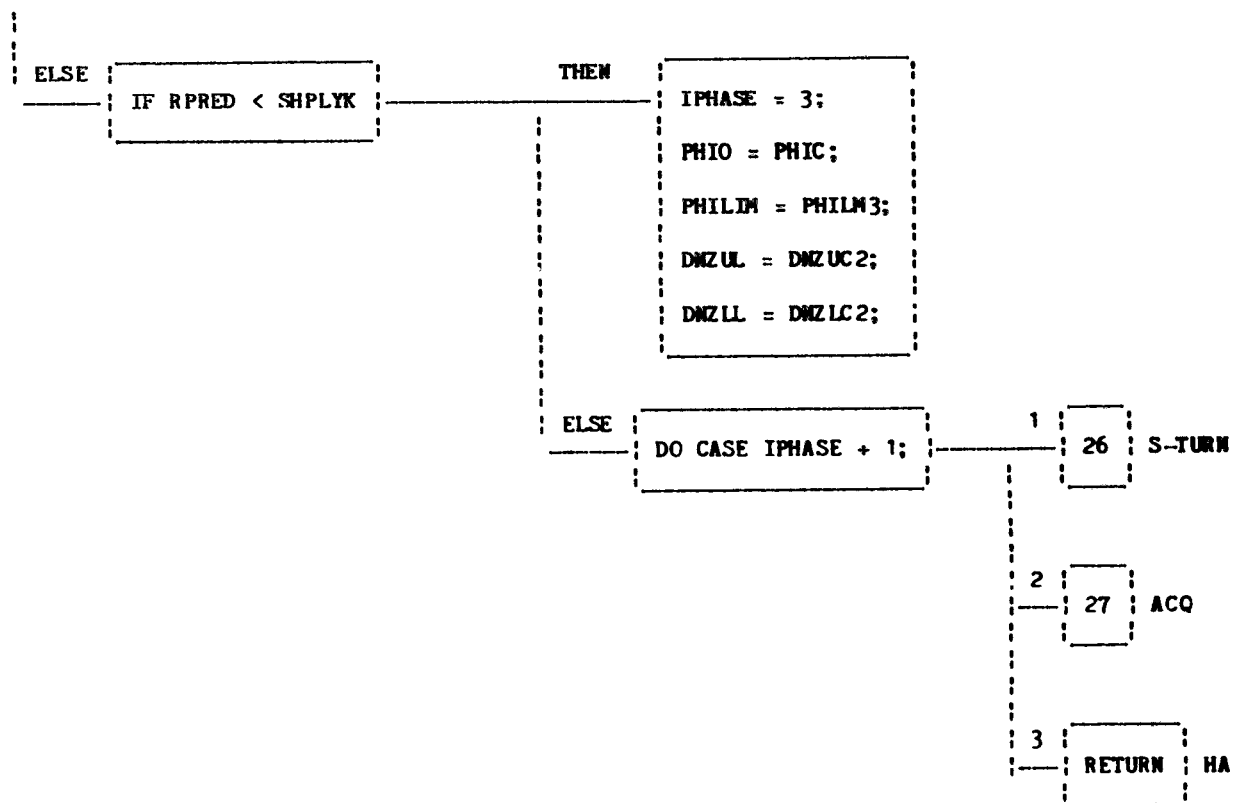 ELSE
IF RPRED < SHPLYK
THEN
IPHASE = 3;
PHIO = PHIC;
PHILIM = PHILM3;
DNZUL = DNZUC2;
DNZLL = DNZLC2;
ELSE
DO CASE IPHASE + 1;
1
26 S-TURN
2
27 ACQ
3
RETURN HA